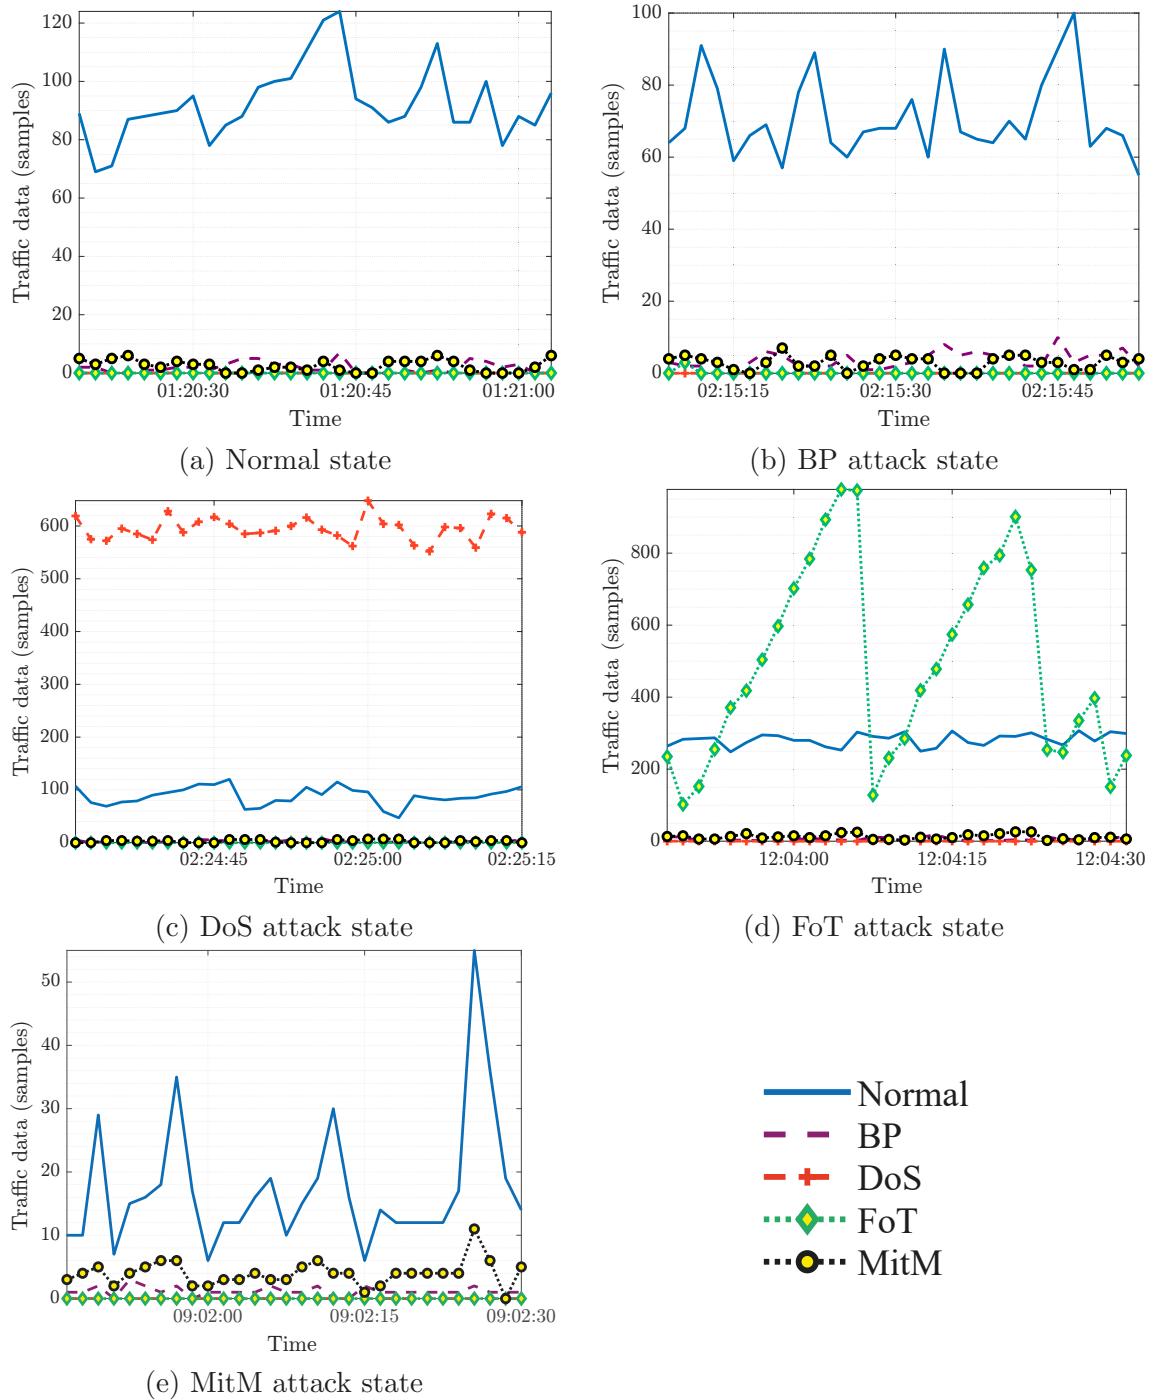 120
100
80
60
40
20
0
Traffic data (samples)
01:20:30
01:20:45
01:21:00
Time
(a) Normal state
100
80
60
40
20
0
Traffic data (samples)
02:15:15
02:15:30
02:15:45
Time
(b) BP attack state
600
500
400
300
200
100
0
Traffic data (samples)
02:24:45
02:25:00
02:25:15
Time
(c) DoS attack state
800
600
400
200
0
Traffic data (samples)
12:04:00
12:04:15
12:04:30
Time
(d) FoT attack state
50
40
30
20
10
0
Traffic data (samples)
09:02:00
09:02:15
09:02:30
Time
(e) MitM attack state
Normal
BP
DoS
FoT
MitM